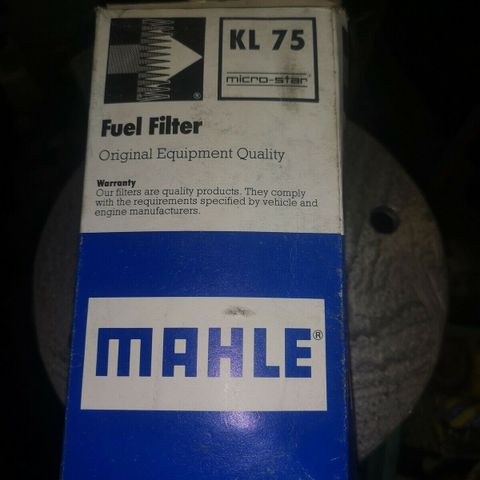 KL 75
micro-star
®
Fuel Filter
Original Equipment Quality
Warranty
Our filters are quality products. They comply
with the requirements specified by vehicle and
engine manufacturers.
MAHLE®